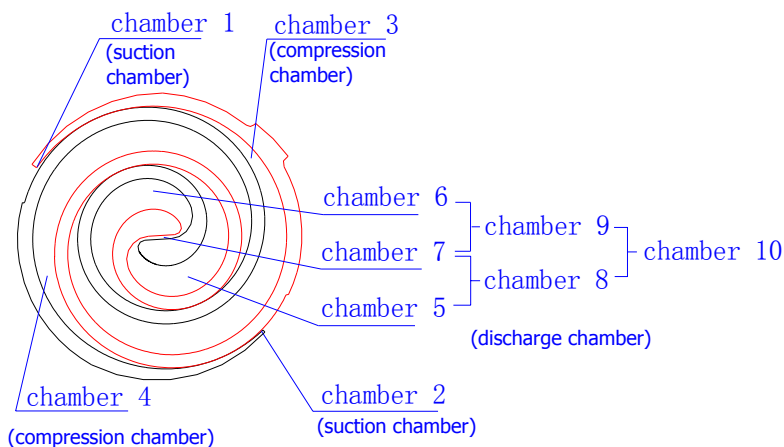 chamber 1
(suction
chamber)
chamber 3
(compression
chamber)
chamber 6
chamber 9
chamber 7
chamber 10
chamber 8
chamber 5
(discharge chamber)
chamber 4
(compression chamber)
chamber 2
(suction chamber)